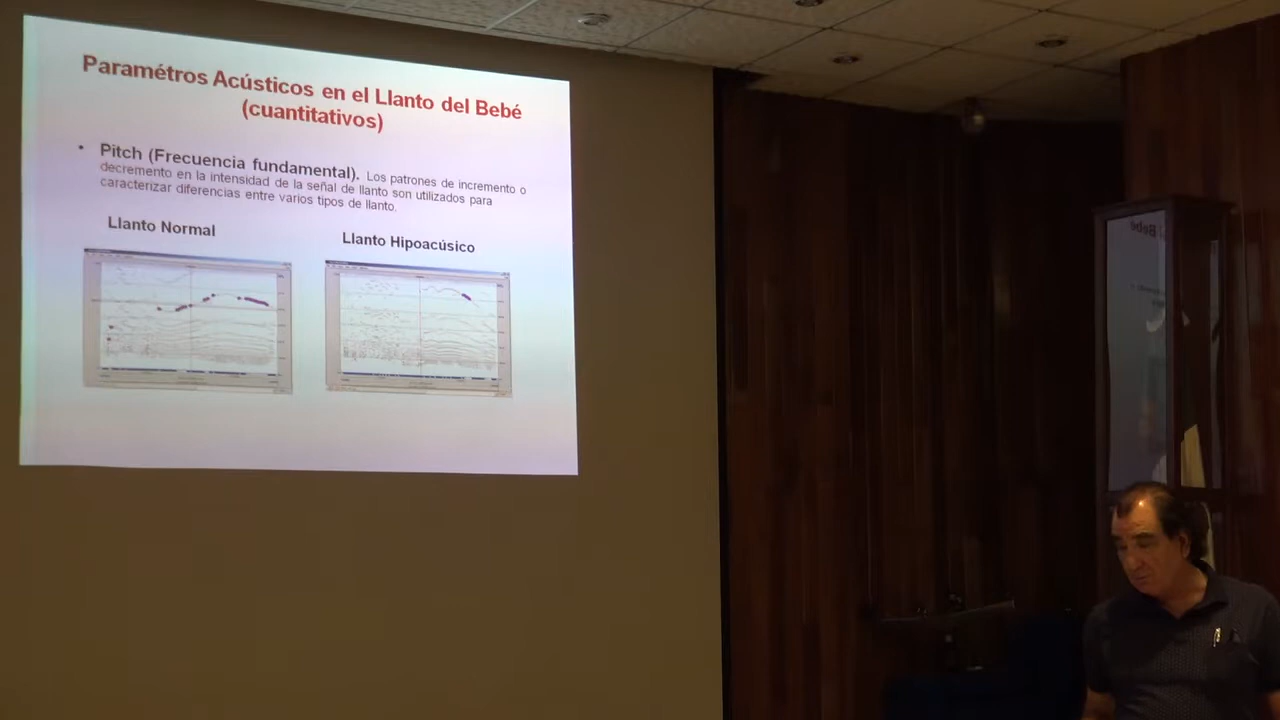 Paramétros Acústicos en el Llanto del Bebé
(cuantitativos)
• Pitch (Frecuencia fundamental). Los patrones de incremento o
decremento en la intensidad de la señal de llanto son utilizados para
caracterizar diferencias entre varios tipos de llanto.
Llanto Normal
Llanto Hipoacúsico